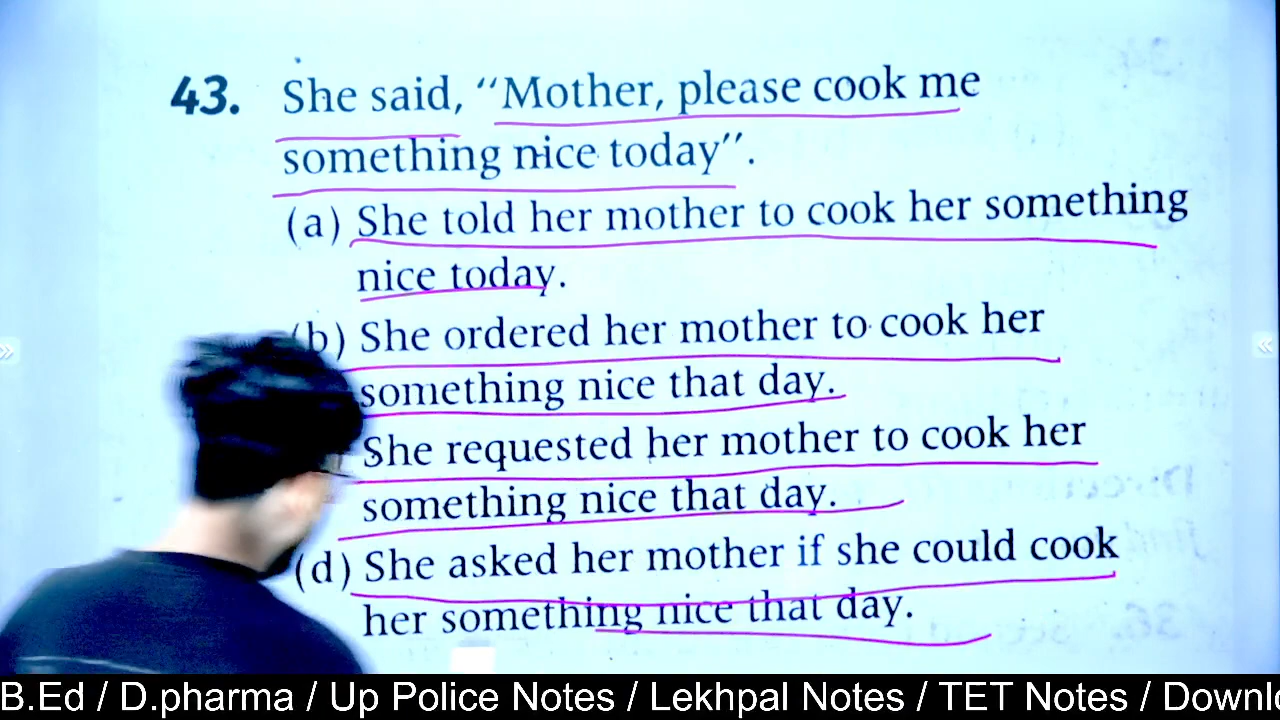 43. She said, “Mother, please cook me
something nice today”.
(a) She told her mother to cook her something
nice today.
(b) She ordered her mother to cook her
something nice that day.
She requested her mother to cook her
something nice that day.
(d) She asked her mother if she could cook
her something nice that day.
B.Ed / D.pharma / Up Police Notes / Lekhpal Notes / TET Notes /